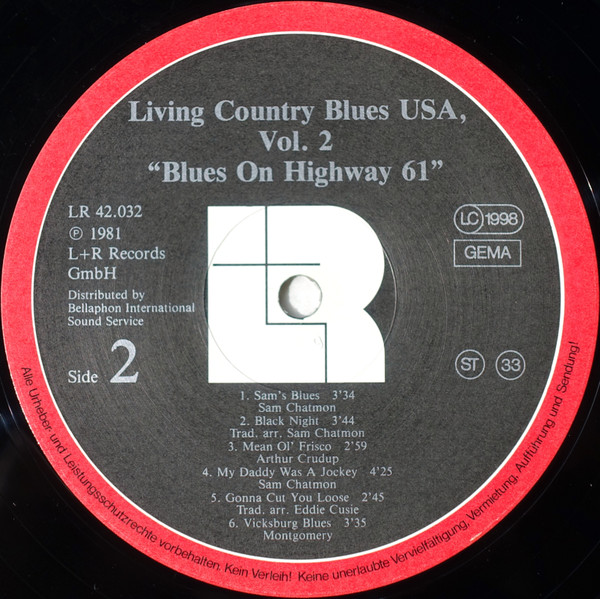 Living Country Blues USA,
Vol. 2
“Blues On Highway 61”
LR 42.032
℗ 1981
L+R Records
GmbH
Distributed by
Bellaphon International
Sound Service
Side 2
LC 1998
GEMA
ST 33
LR
1. Sam's Blues 3'34
Sam Chatmon
2. Black Night 3'44
Trad. arr. Sam Chatmon
3. Mean Ol' Frisco 2'59
Arthur Crudup
4. My Daddy Was A Jockey 4'25
Sam Chatmon
5. Gonna Cut You Loose 2'45
Trad. arr. Eddie Cusie
6. Vicksburg Blues 3'35
Montgomery
Alle Urheber- und Leistungsschutzrechte vorbehalten. Kein Verleih! Keine unerlaubte Vervielfältigung, Vermietung, Aufführung und Sendung!